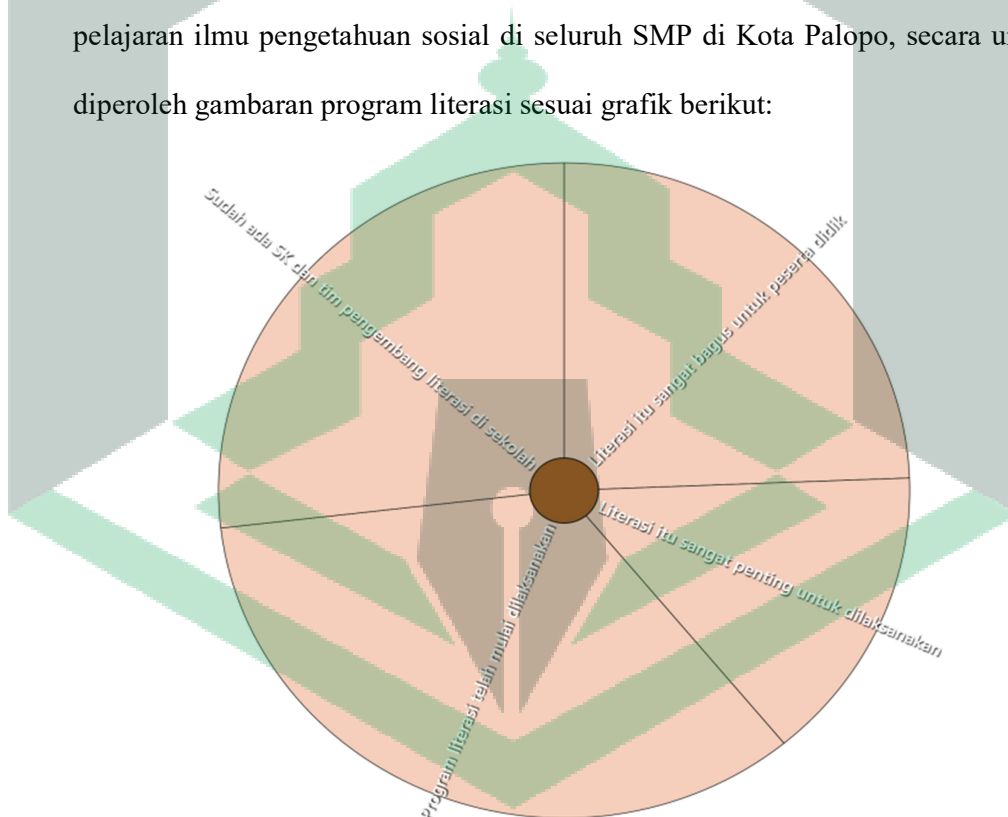 pelajaran ilmu pengetahuan sosial di seluruh SMP di Kota Palopo, secara
diperoleh gambaran program literasi sesuai grafik berikut:
Sudah ada SK dan tim pengembang literasi di sekolah
Literasi itu sangat bagus untuk peserta didik
Literasi itu sangat penting untuk dilaksanakan
Program literasi telah mulai dilaksanakan